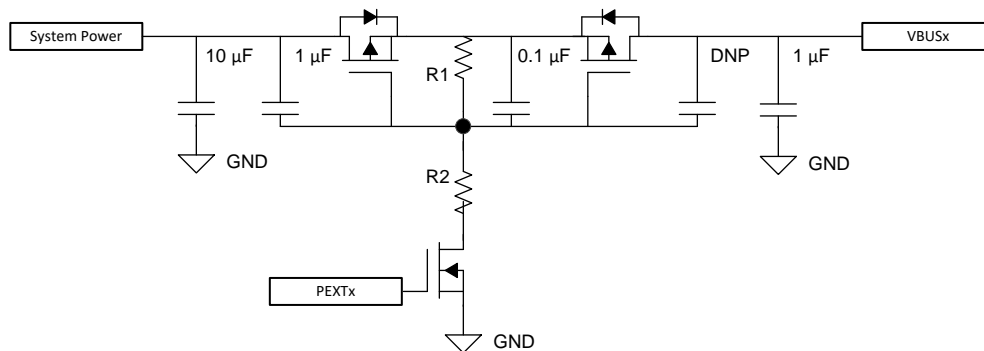 System Power
VBUSx
10 µF
1 µF
R1
0.1 µF
DNP
1 µF
GND
GND
R2
PEXTx
GND